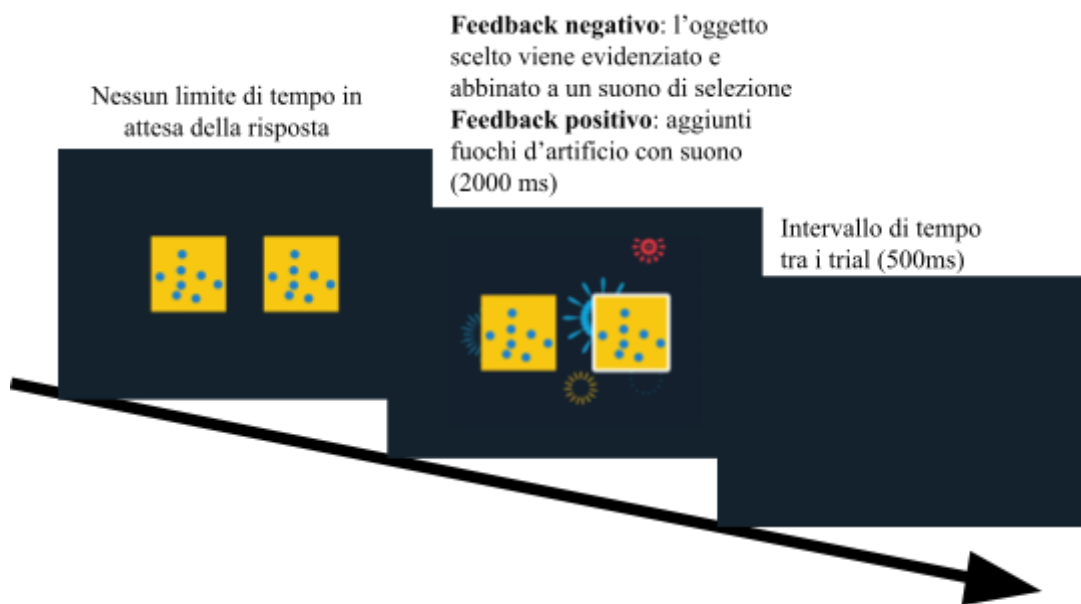 Nessun limite di tempo in
attesa della risposta
Feedback negativo: l’oggetto
scelto viene evidenziato e
abbinato a un suono di selezione
Feedback positivo: aggiunti
fuochi d’artificio con suono
(2000 ms)
Intervallo di tempo
tra i trial (500ms)